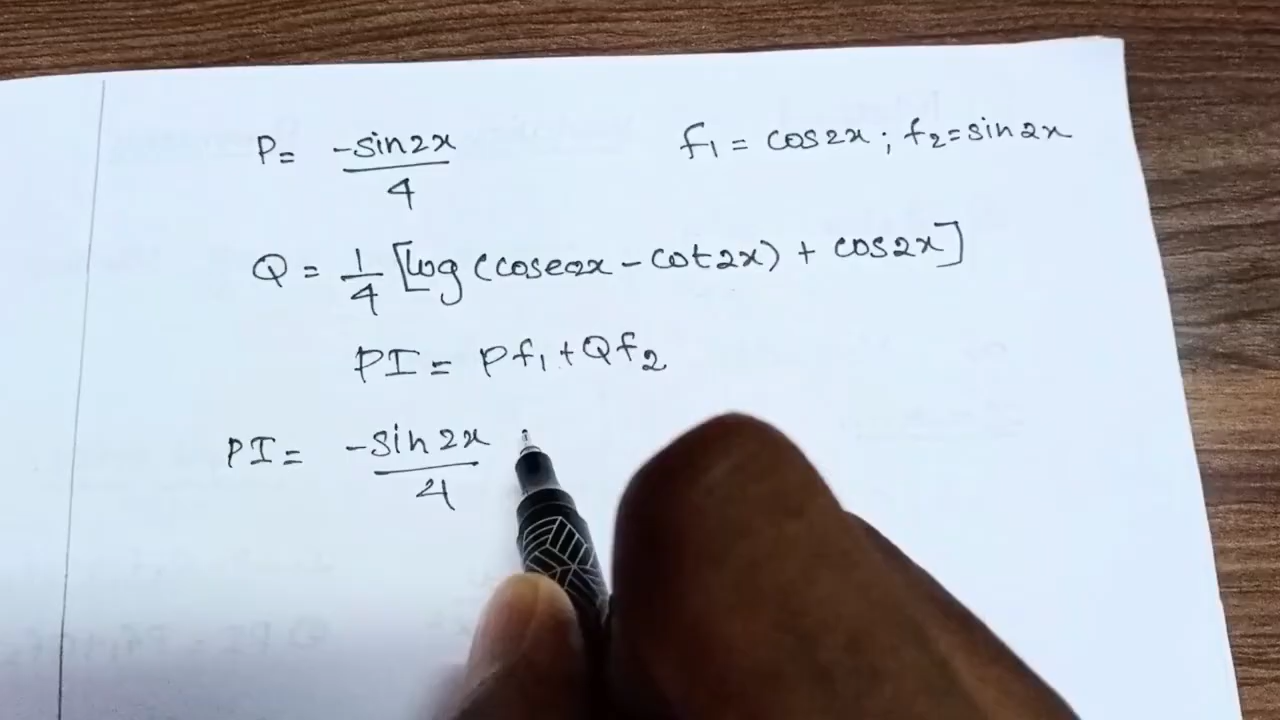 P = -sin2x/4 f₁ = cos2x ; f₂ = sin2x
Q = 1/4 [log (cosec2x - cot2x) + cos2x]
PI = Pf₁ + Qf₂
PI = -sin2x/4